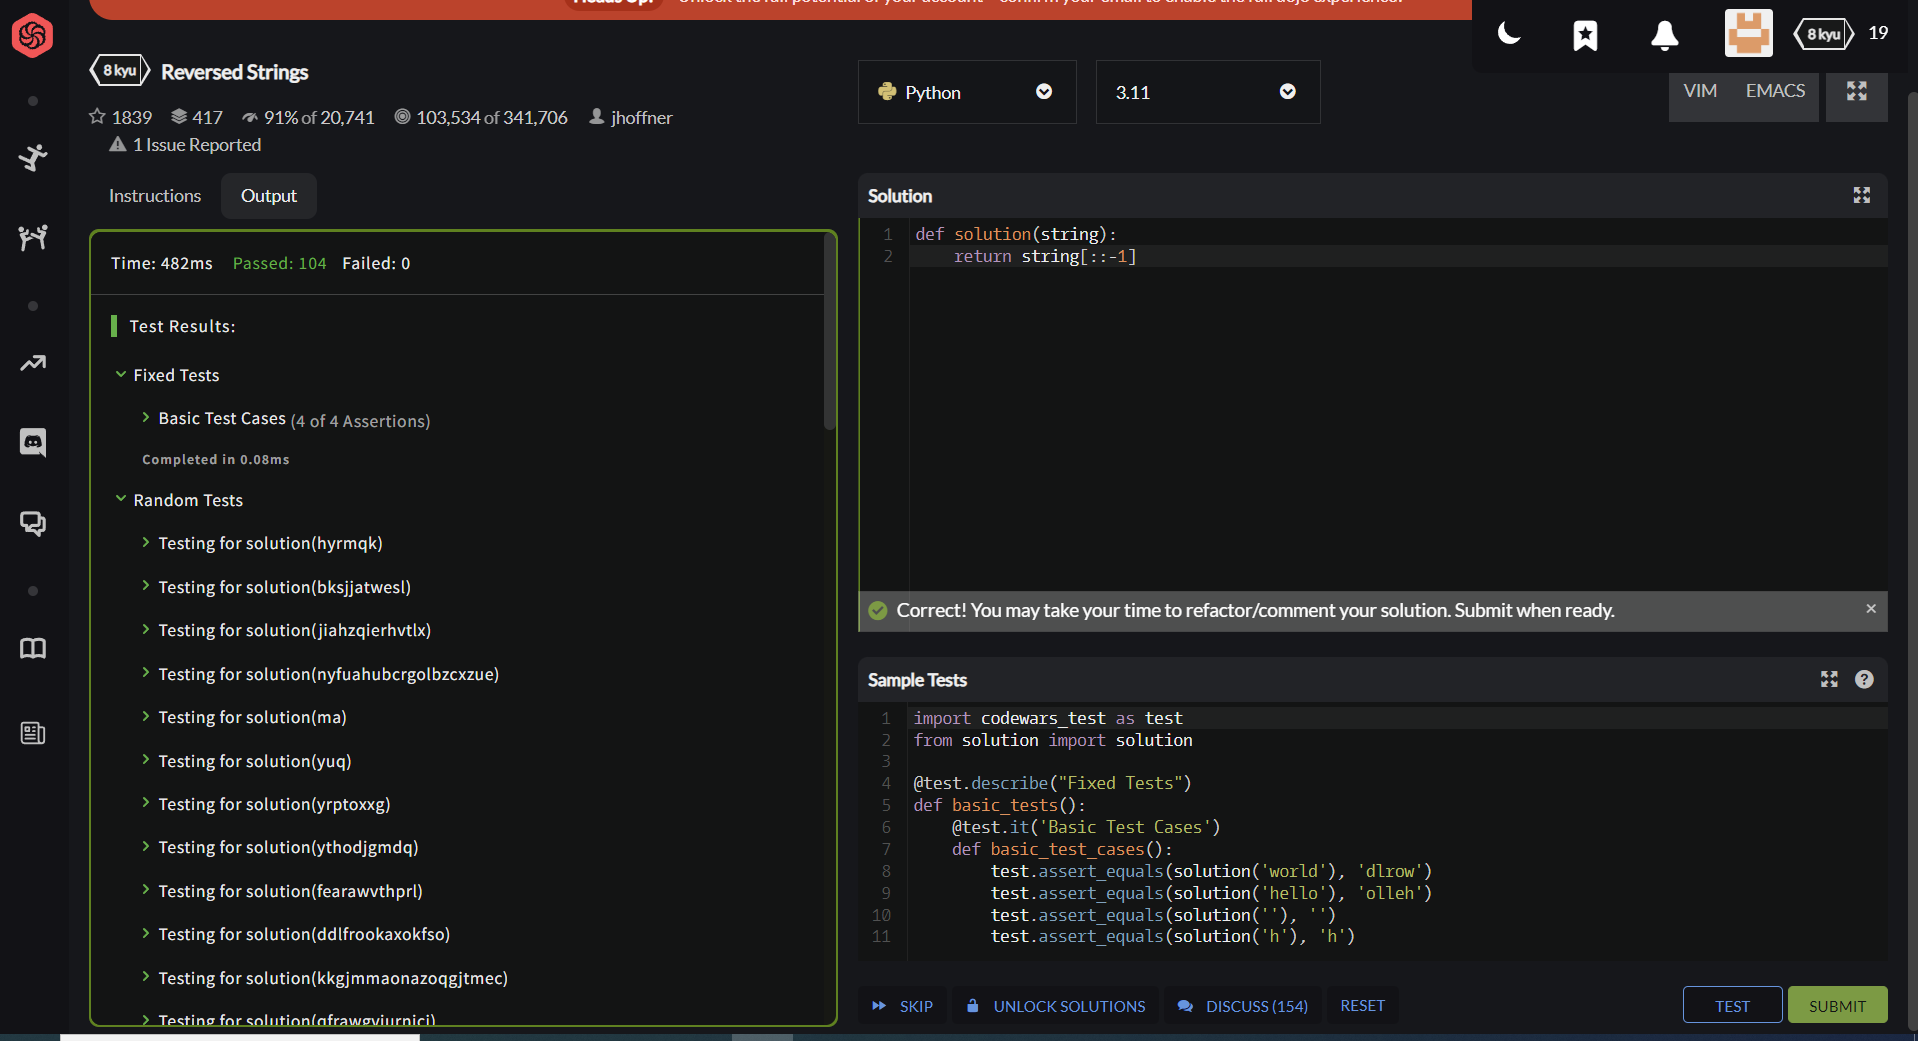 Heads Up! Unlock the full potential of your account - confirm your email to enable the full dojo experience.
8 kyu 19
8 kyu Reversed Strings
1839 417 91% of 20,741 103,534 of 341,706 jhoffner
1 Issue Reported
Python 3.11 VIM EMACS
Instructions Output
Time: 482ms Passed: 104 Failed: 0
Test Results:
Fixed Tests
Basic Test Cases (4 of 4 Assertions)
Completed in 0.08ms
Random Tests
Testing for solution(hyrmqk)
Testing for solution(bksjjatwesl)
Testing for solution(jiahzqierhvtlx)
Testing for solution(nyfuahubcrgolbzcxzue)
Testing for solution(ma)
Testing for solution(yuq)
Testing for solution(yrptoxxg)
Testing for solution(ythodjgmdq)
Testing for solution(fearawvthprl)
Testing for solution(ddlfrookaxokfso)
Testing for solution(kkgjmmaonazoqgjtmec)
Testing for
Solution
1 def solution(string):
2 return string[::-1]
Correct! You may take your time to refactor/comment your solution. Submit when ready.
Sample Tests
1 import codewars_test as test
2 from solution import solution
3
4 @test.describe("Fixed Tests")
5 def basic_tests():
6 @test.it('Basic Test Cases')
7 def basic_test_cases():
8 test.assert_equals(solution('world'), 'dlrow')
9 test.assert_equals(solution('hello'), 'olleh')
10 test.assert_equals(solution(''), '')
11 test.assert_equals(solution('h'), 'h')
SKIP UNLOCK SOLUTIONS DISCUSS (154) RESET TEST SUBMIT